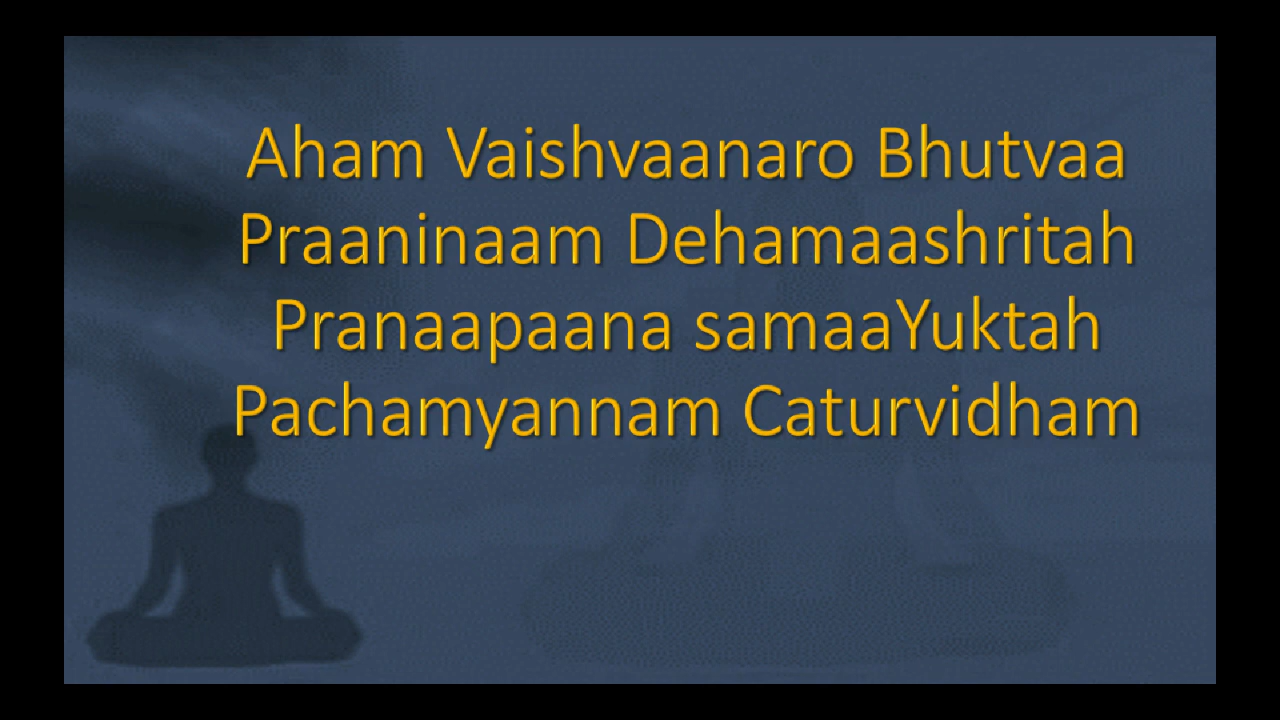 Aham Vaishvaanaro Bhutvaa
Praaninaam Dehamaashritah
Pranaapaana samaaYuktah
Pachamyannam Caturvidham